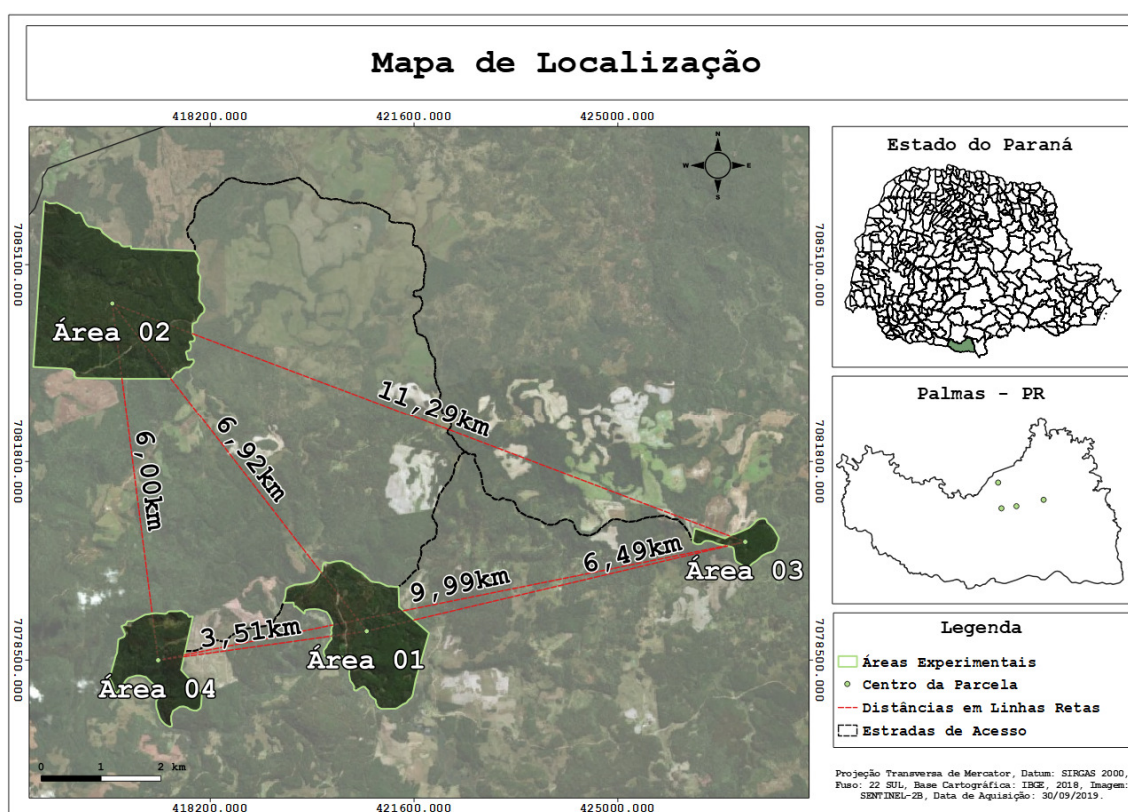 Mapa de Localização
418200.000
421600.000
425000.000
7085100.000
7081800.000
7078500.000
N
W
E
S
Área 02
11,29km
6,92km
6,00km
6,49km
9,99km
3,51km
Área 03
Área 01
Área 04
0 1 2 km
7085100.000
7081800.000
7078500.000
418200.000
421600.000
425000.000
Estado do Paraná
Palmas - PR
Legenda
Áreas Experimentais
Centro da Parcela
Distâncias em Linhas Retas
Estradas de Acesso
Projeção Transversa de Mercator, Datum: SIRGAS 2000,
Fuso: 22 SUL, Base Cartográfica: IBGE, 2018, Imagem:
SENTINEL-2B, Data de Aquisição: 30/09/2019.